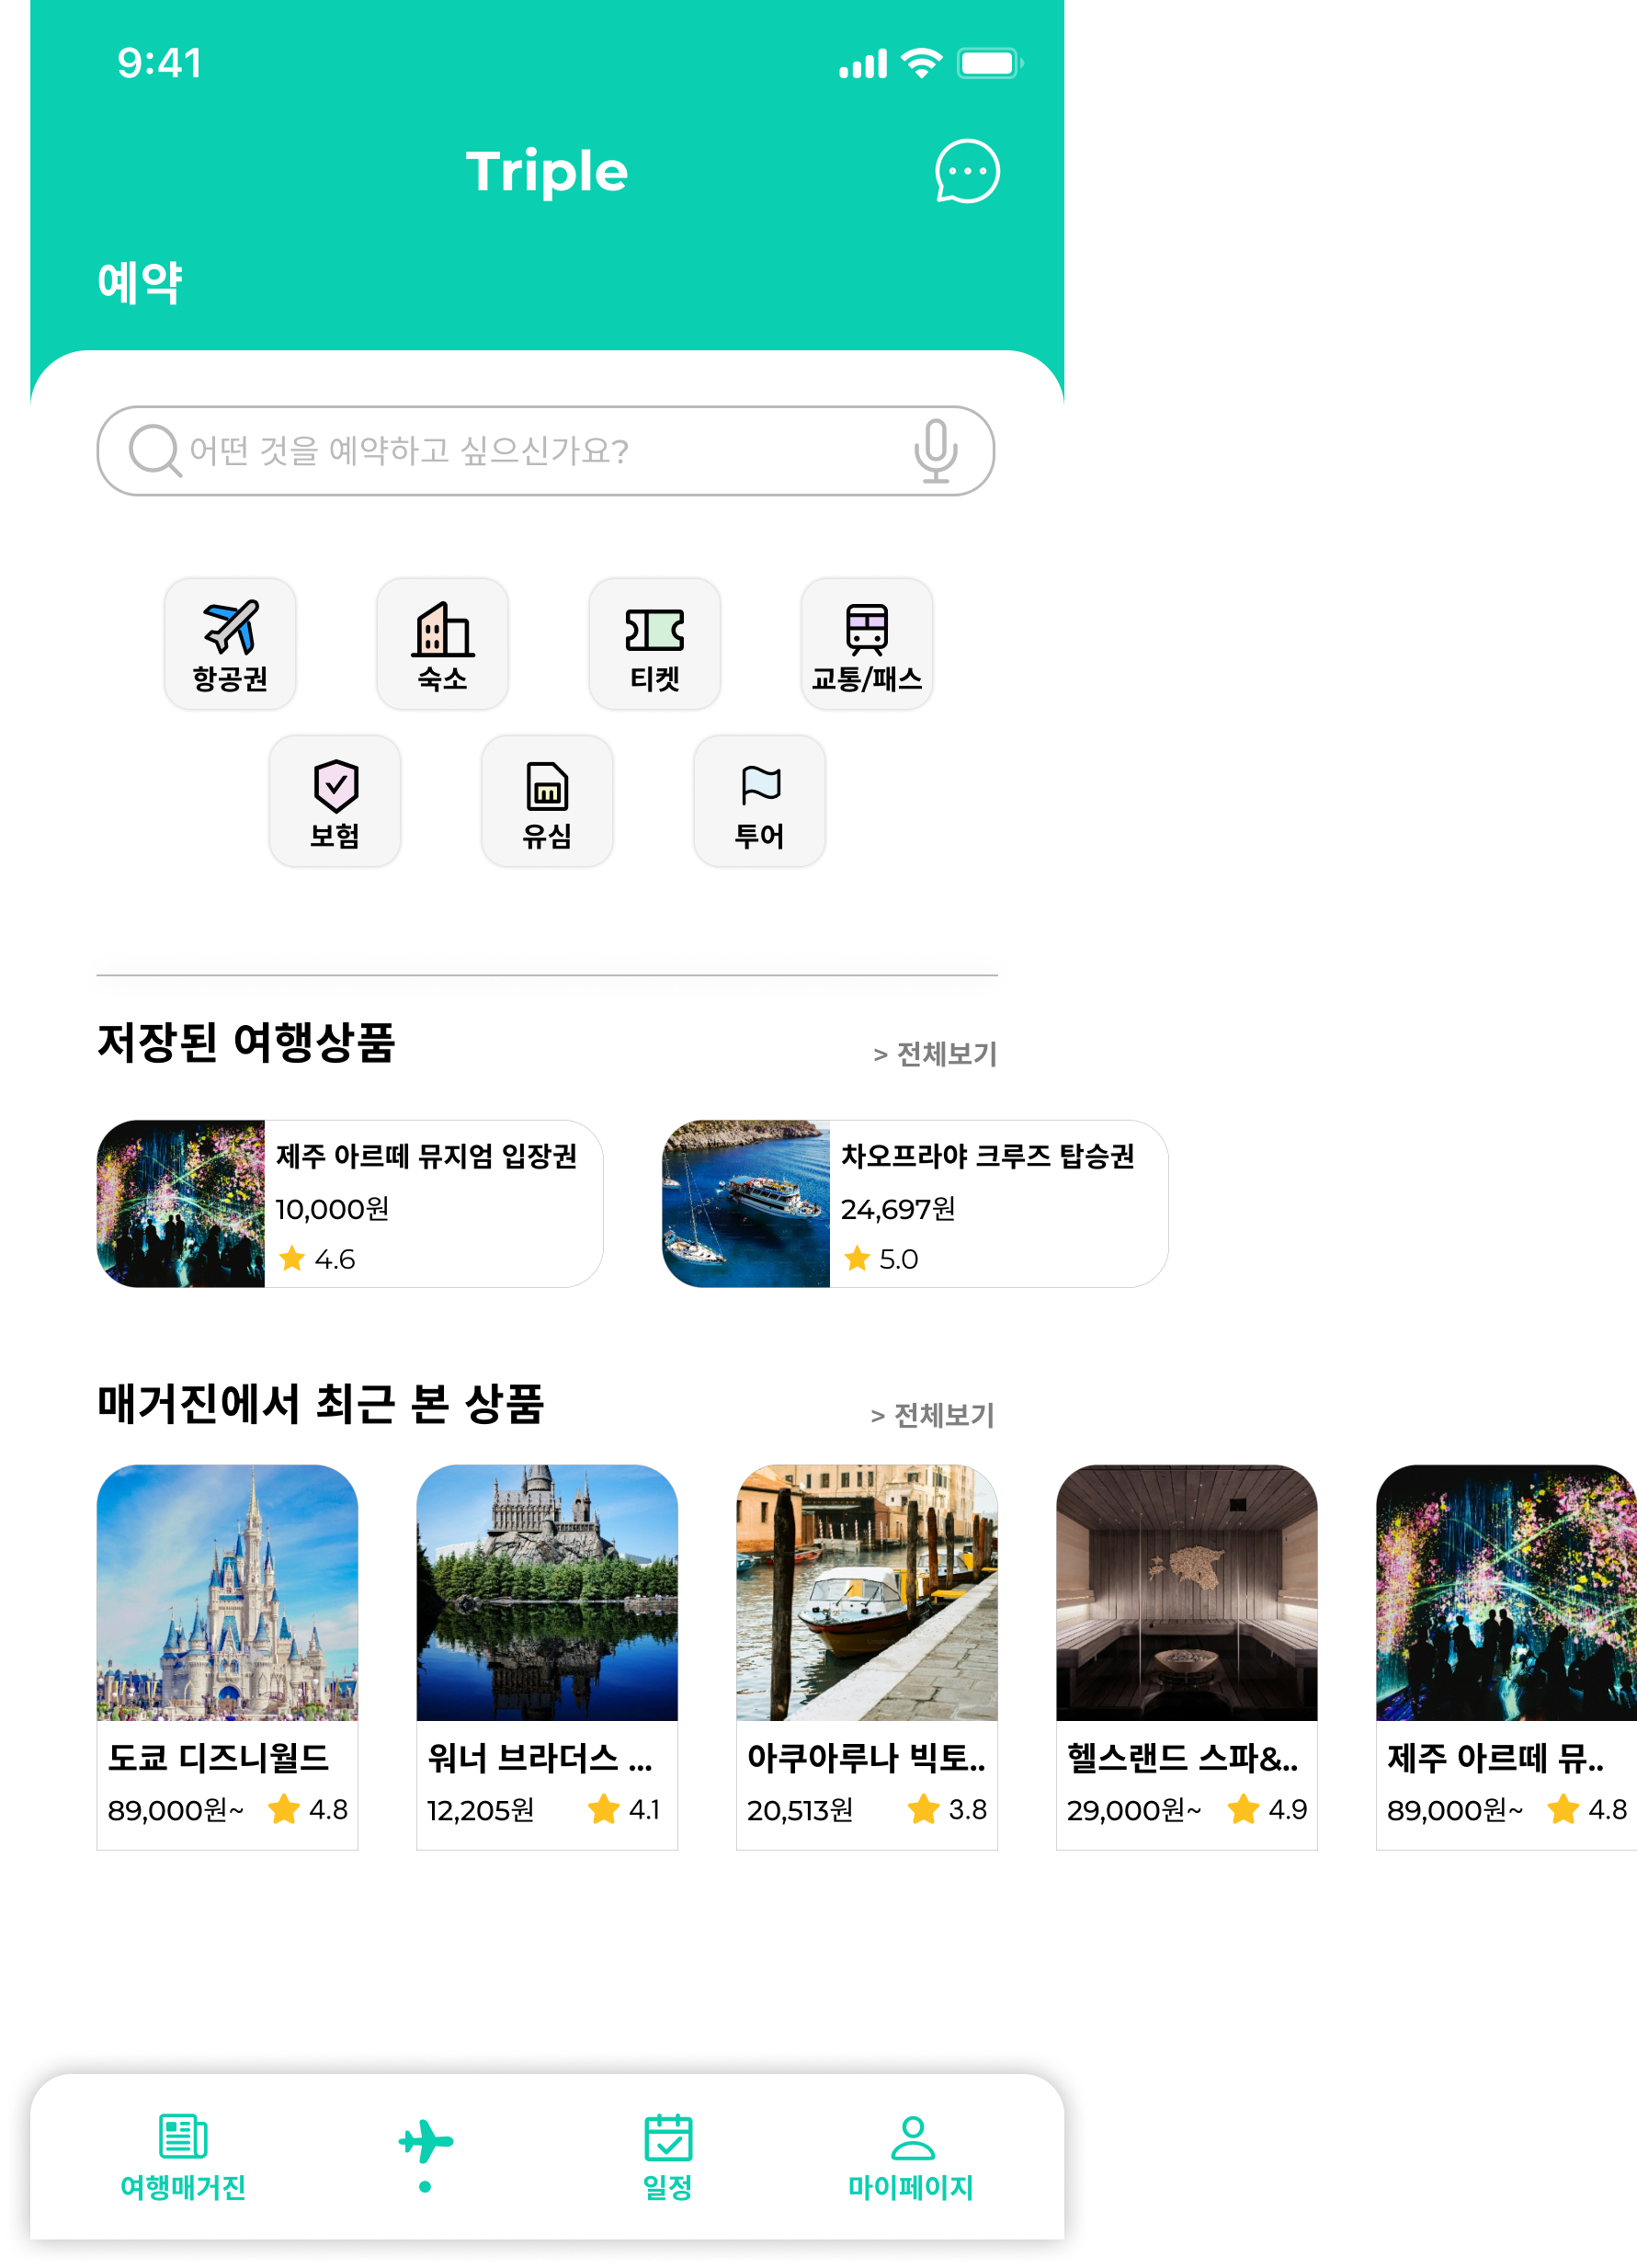 9:41
Triple
예약
어떤 것을 예약하고 싶으신가요?
항공권 숙소 티켓 교통/패스
보험 유심 투어
저장된 여행상품 > 전체보기
제주 아르떼 뮤지엄 입장권
10,000원
4.6
차오프라야 크루즈 탑승권
24,697원
5.0
매거진에서 최근 본 상품 > 전체보기
도쿄 디즈니월드
89,000원~ 4.8
워너 브라더스 ...
12,205원 4.1
아쿠아루나 빅토..
20,513원 3.8
헬스랜드 스파&..
29,000원~ 4.9
제주 아르떼 뮤..
89,000원~ 4.8
여행매거진 일정 마이페이지